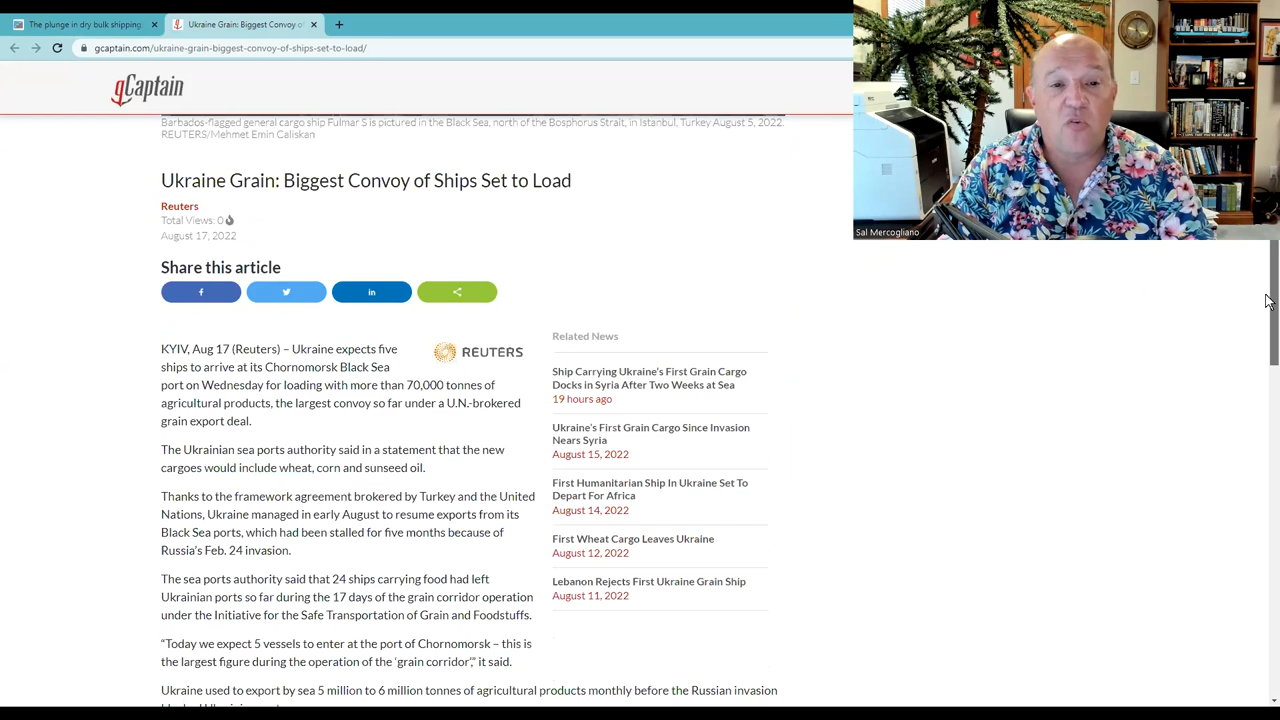 The plunge in dry bulk shipping
Ukraine Grain: Biggest Convoy of
gcaptain.com/ukraine-grain-biggest-convoy-of-ships-set-to-load/
gCaptain
Barbados-flagged general cargo ship Fulmar S is pictured in the Black Sea, north of the Bosphorus Strait, in Istanbul, Turkey August 5, 2022.
REUTERS/Mehmet Emin Caliskan
Ukraine Grain: Biggest Convoy of Ships Set to Load
Reuters
Total Views: 0
August 17, 2022
Share this article
f
in
REUTERS
KYIV, Aug 17 (Reuters) – Ukraine expects five
ships to arrive at its Chornomorsk Black Sea
port on Wednesday for loading with more than 70,000 tonnes of
agricultural products, the largest convoy so far under a U.N.-brokered
grain export deal.
The Ukrainian sea ports authority said in a statement that the new
cargoes would include wheat, corn and sunseed oil.
Thanks to the framework agreement brokered by Turkey and the United
Nations, Ukraine managed in early August to resume exports from its
Black Sea ports, which had been stalled for five months because of
Russia's Feb. 24 invasion.
The sea ports authority said that 24 ships carrying food had left
Ukrainian ports so far during the 17 days of the grain corridor operation
under the Initiative for the Safe Transportation of Grain and Foodstuffs.
“Today we expect 5 vessels to enter at the port of Chornomorsk – this is
the largest figure during the operation of the ‘grain corridor’,” it said.
Ukraine used to export by sea 5 million to 6 million tonnes of agricultural products monthly before the Russian invasion
Related News
Ship Carrying Ukraine's First Grain Cargo
Docks in Syria After Two Weeks at Sea
19 hours ago
Ukraine's First Grain Cargo Since Invasion
Nears Syria
August 15, 2022
First Humanitarian Ship In Ukraine Set To
Depart For Africa
August 14, 2022
First Wheat Cargo Leaves Ukraine
August 12, 2022
Lebanon Rejects First Ukraine Grain Ship
August 11, 2022
Sal Mercogliano